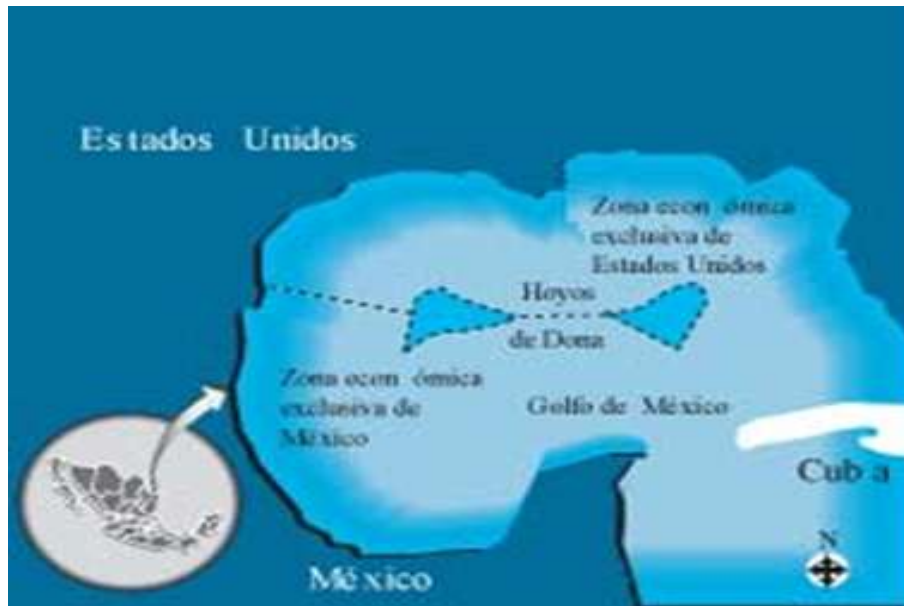 Estados Unidos
Zona econ ómica
exclusiva de
Estados Unidos
Hoyos
de Dona
Zona econ ómica
exclusiva de
México
Golfo de México
Cub a
N
Mé xico